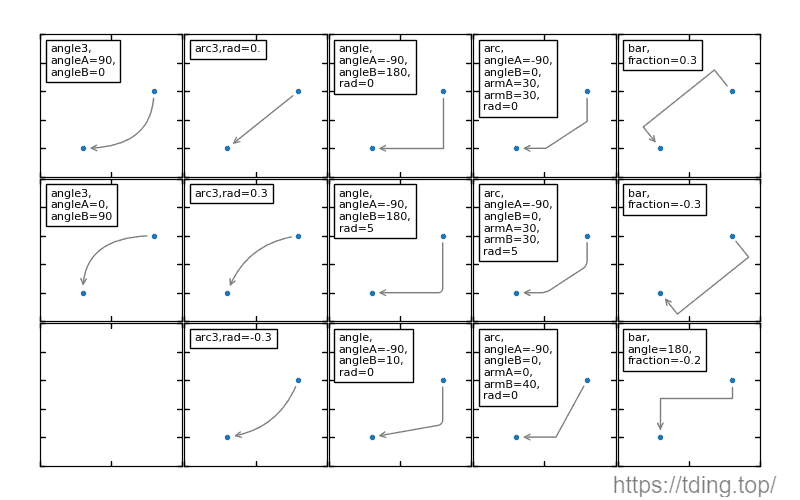 angle3,
angleA=90,
angleB=0
arc3,rad=0.
angle,
angleA=-90,
angleB=180,
rad=0
arc,
angleA=-90,
angleB=0,
armA=30,
armB=30,
rad=0
bar,
fraction=0.3
angle3,
angleA=0,
angleB=90
arc3,rad=0.3
angle,
angleA=-90,
angleB=180,
rad=5
arc,
angleA=-90,
angleB=0,
armA=30,
armB=30,
rad=5
bar,
fraction=-0.3
arc3,rad=-0.3
angle,
angleA=-90,
angleB=10,
rad=0
arc,
angleA=-90,
angleB=0,
armA=0,
armB=40,
rad=0
bar,
angle=180,
fraction=-0.2
https://tding.top/